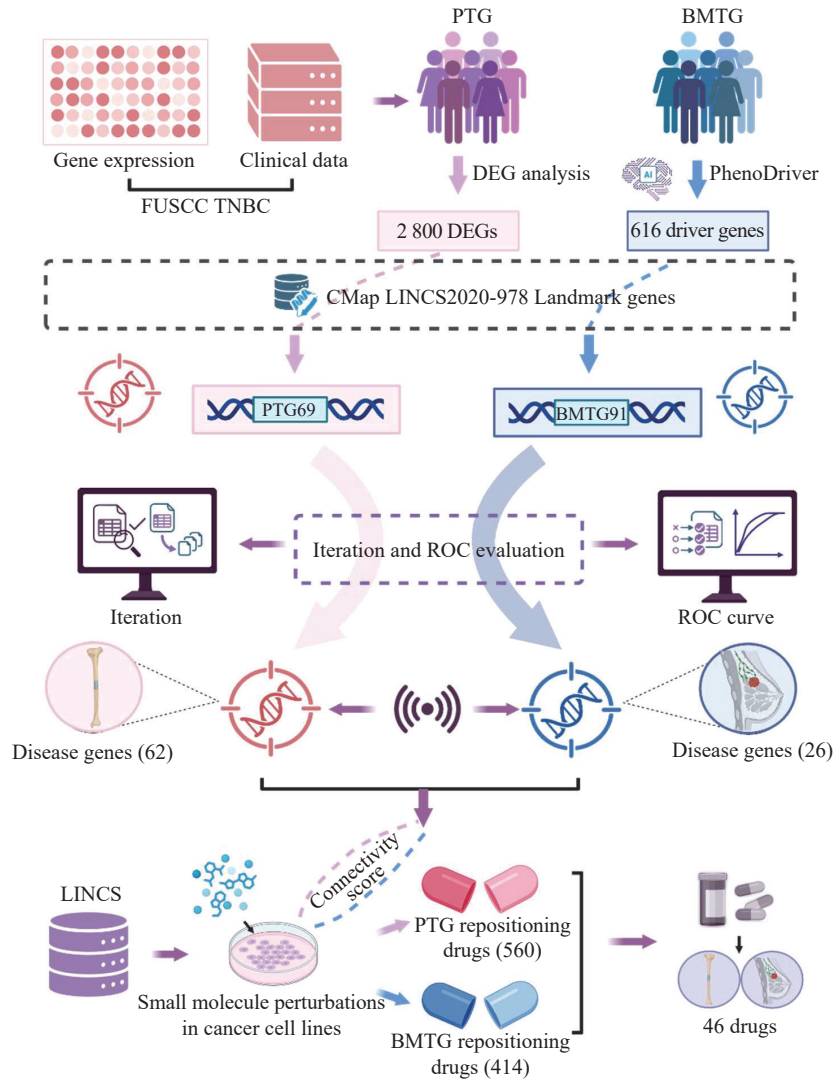 PTG
BMTG
Gene expression
Clinical data
FUSCC TNBC
DEG analysis
AI
PhenoDriver
2 800 DEGs
616 driver genes
CMap LINCS2020-978 Landmark genes
PTG69
BMTG91
Iteration and ROC evaluation
Iteration
ROC curve
Disease genes (62)
Disease genes (26)
Connectivity
score
LINCS
Small molecule perturbations
in cancer cell lines
PTG repositioning
drugs (560)
BMTG repositioning
drugs (414)
46 drugs